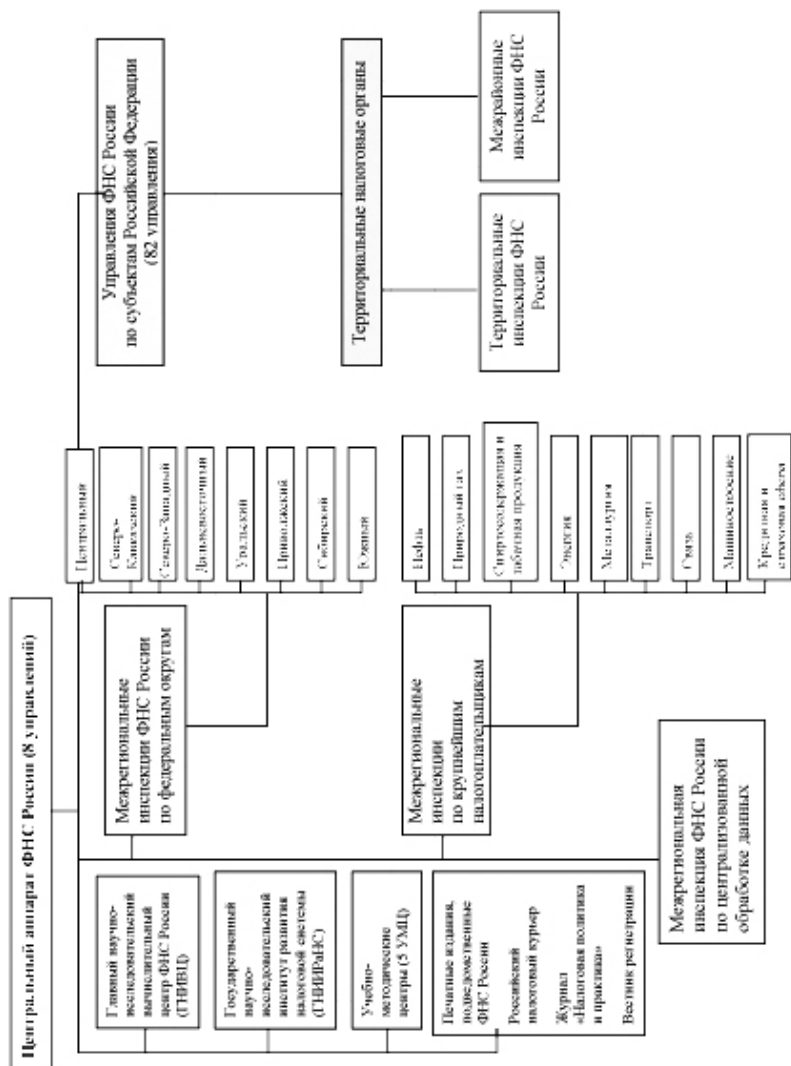 Центральный аппарат ФНС России (8 управлений)
Главный научно-
исследовательский
вычислительный
центр ФНС России
(ГНИВЦ)
Государственный
научно-
исследовательский
институт развития
налоговой системы
(ГНИИРаНС)
Учебно-
методические
центры (5 УМЦ)
Печатные издания,
подведомственные
ФНС России
Российский
налоговый курьер
Журнал
«Налоговая политика
и практика»
Вестник регистрации
Межрегиональные
инспекции ФНС России
по федеральным округам
Центральный
Северо-
Кавказский
Северо-Западный
Дальневосточный
Уральский
Приволжский
Сибирский
Южный
Межрегиональные
инспекции
по крупнейшим
налогоплательщикам
Нефть
Природный газ
Спиртосодержащая и
табачная продукция
Энергия
Металлургия
Транспорт
Связь
Машиностроение
Кредитная и
страховая сфера
Межрегиональная
инспекция ФНС России
по централизованной
обработке данных
Управления ФНС России
по субъектам Российской Федерации
(82 управления)
Территориальные налоговые органы
Территориальные
инспекции ФНС
России
Межрайонные
инспекции ФНС
России